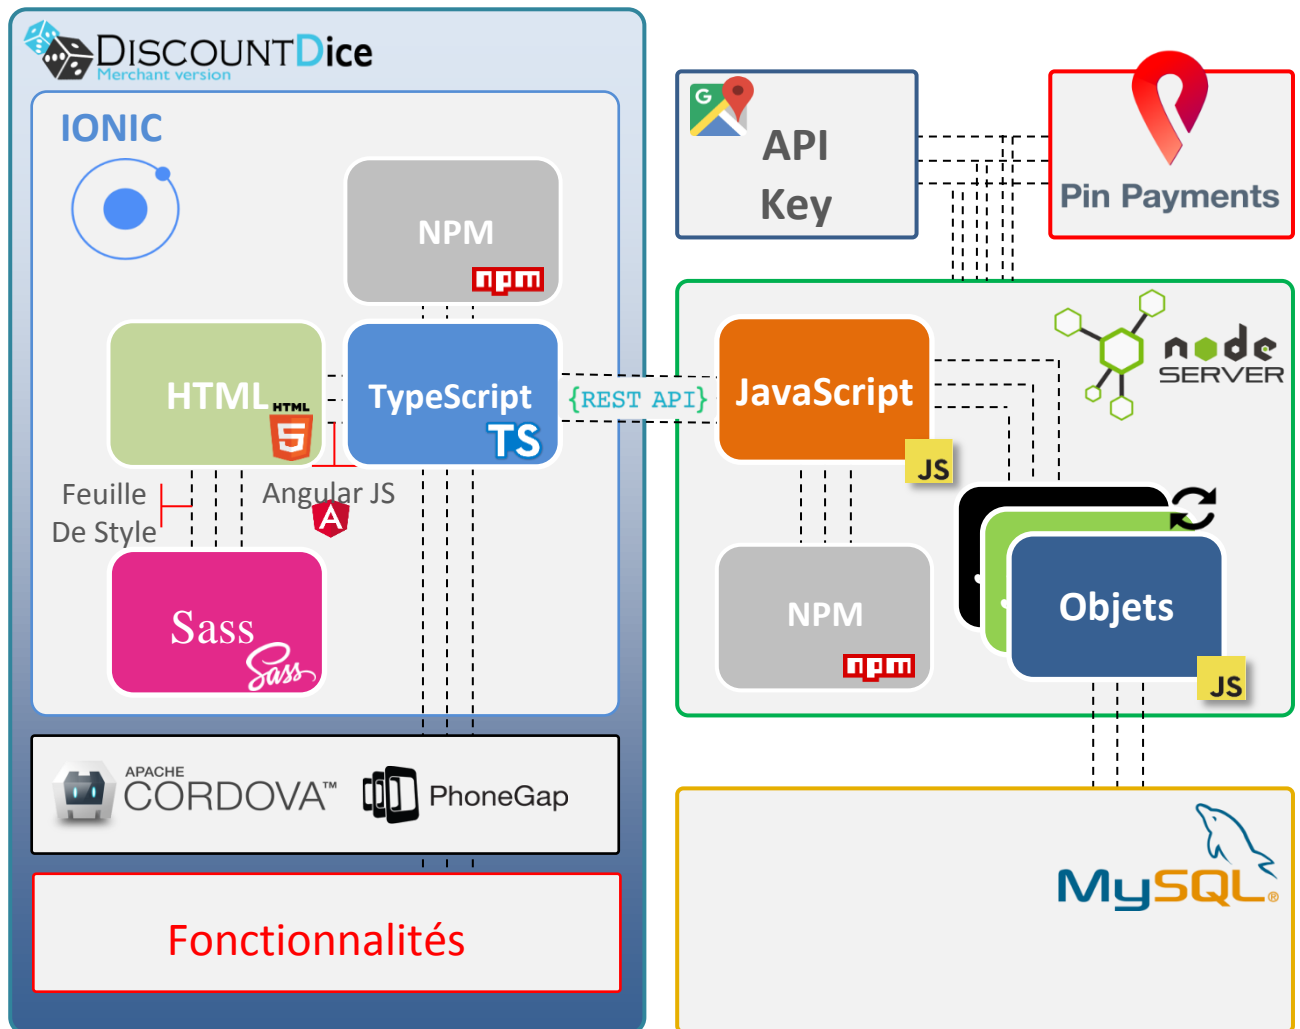 DISCOUNTDice
Merchant version
IONIC
NPM
npm
HTML
HTML
5
TypeScript
TS
Feuille
De Style
Angular JS
A
Sass
Sass
APACHE
CORDOVA™
PhoneGap
Fonctionnalités
G
API
Key
Pin Payments
node
SERVER
{REST API}
JavaScript
JS
NPM
npm
Objets
JS
MySQL®